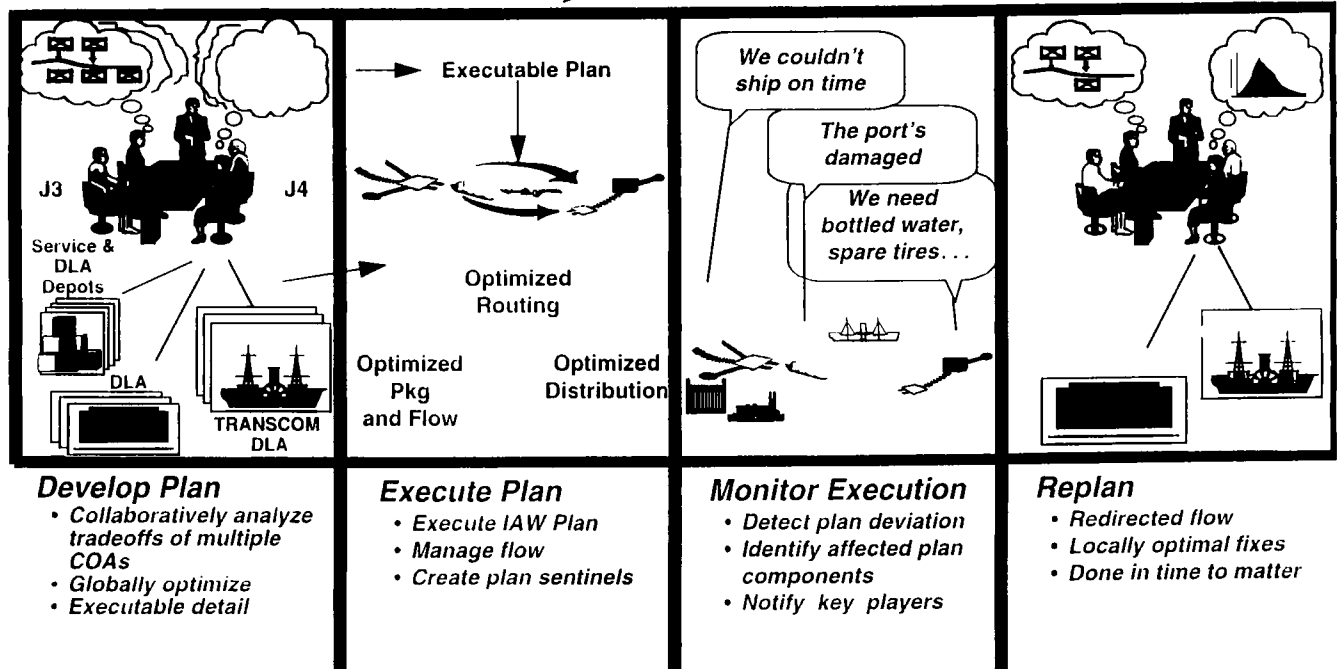 J3
J4
Service &
DLA
Depots
DLA
TRANSCOM
DLA
Executable Plan
Optimized
Routing
Optimized
Pkg
and Flow
Optimized
Distribution
We couldn't
ship on time
The port's
damaged
We need
bottled water,
spare tires...
Develop Plan
• Collaboratively analyze
tradeoffs of multiple
COAs
• Globally optimize
• Executable detail
Execute Plan
• Execute IAW Plan
• Manage flow
• Create plan sentinels
Monitor Execution
• Detect plan deviation
• Identify affected plan
components
• Notify key players
Replan
• Redirected flow
• Locally optimal fixes
• Done in time to matter